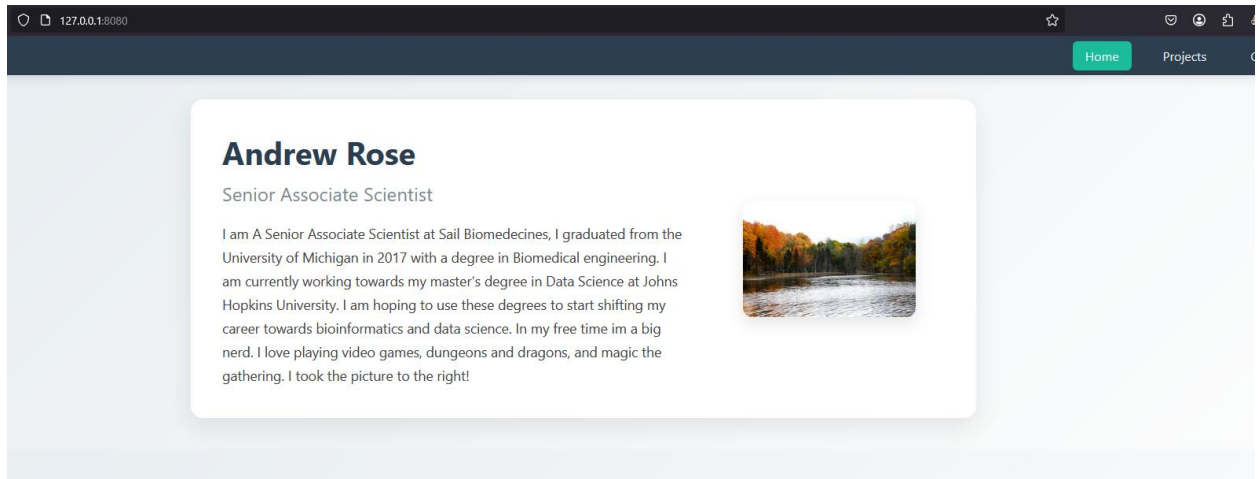 127.0.0.1:8080
Home Projects
Andrew Rose
Senior Associate Scientist
I am A Senior Associate Scientist at Sail Biomedecines, I graduated from the
University of Michigan in 2017 with a degree in Biomedical engineering. I
am currently working towards my master's degree in Data Science at Johns
Hopkins University. I am hoping to use these degrees to start shifting my
career towards bioinformatics and data science. In my free time im a big
nerd. I love playing video games, dungeons and dragons, and magic the
gathering. I took the picture to the right!